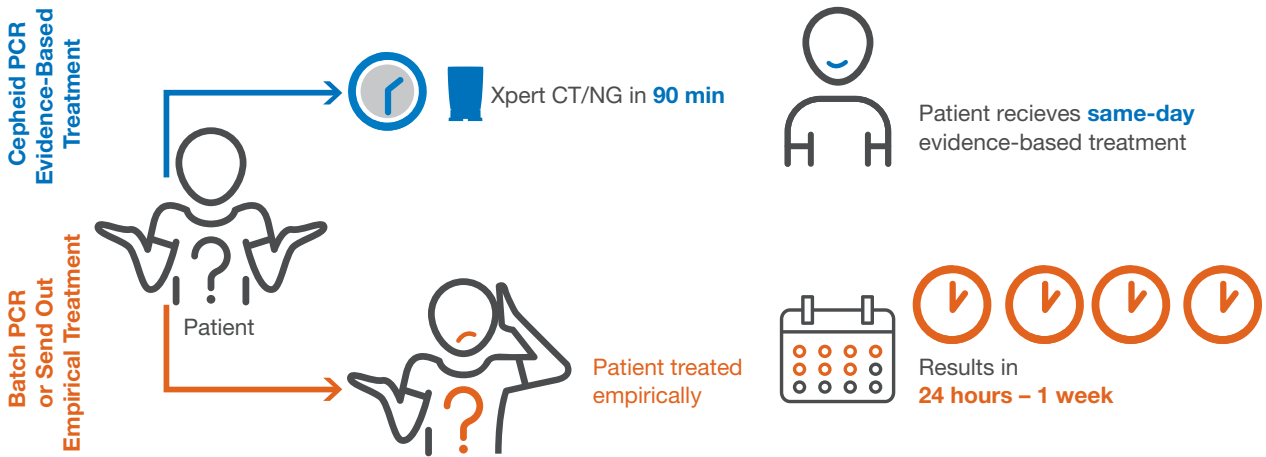 Cepheid PCR
Evidence-Based
Treatment
Xpert CT/NG in 90 min
Patient recieves same-day
evidence-based treatment
Batch PCR
or Send Out
Empirical Treatment
?
Patient
?
Patient treated
empirically
Results in
24 hours – 1 week